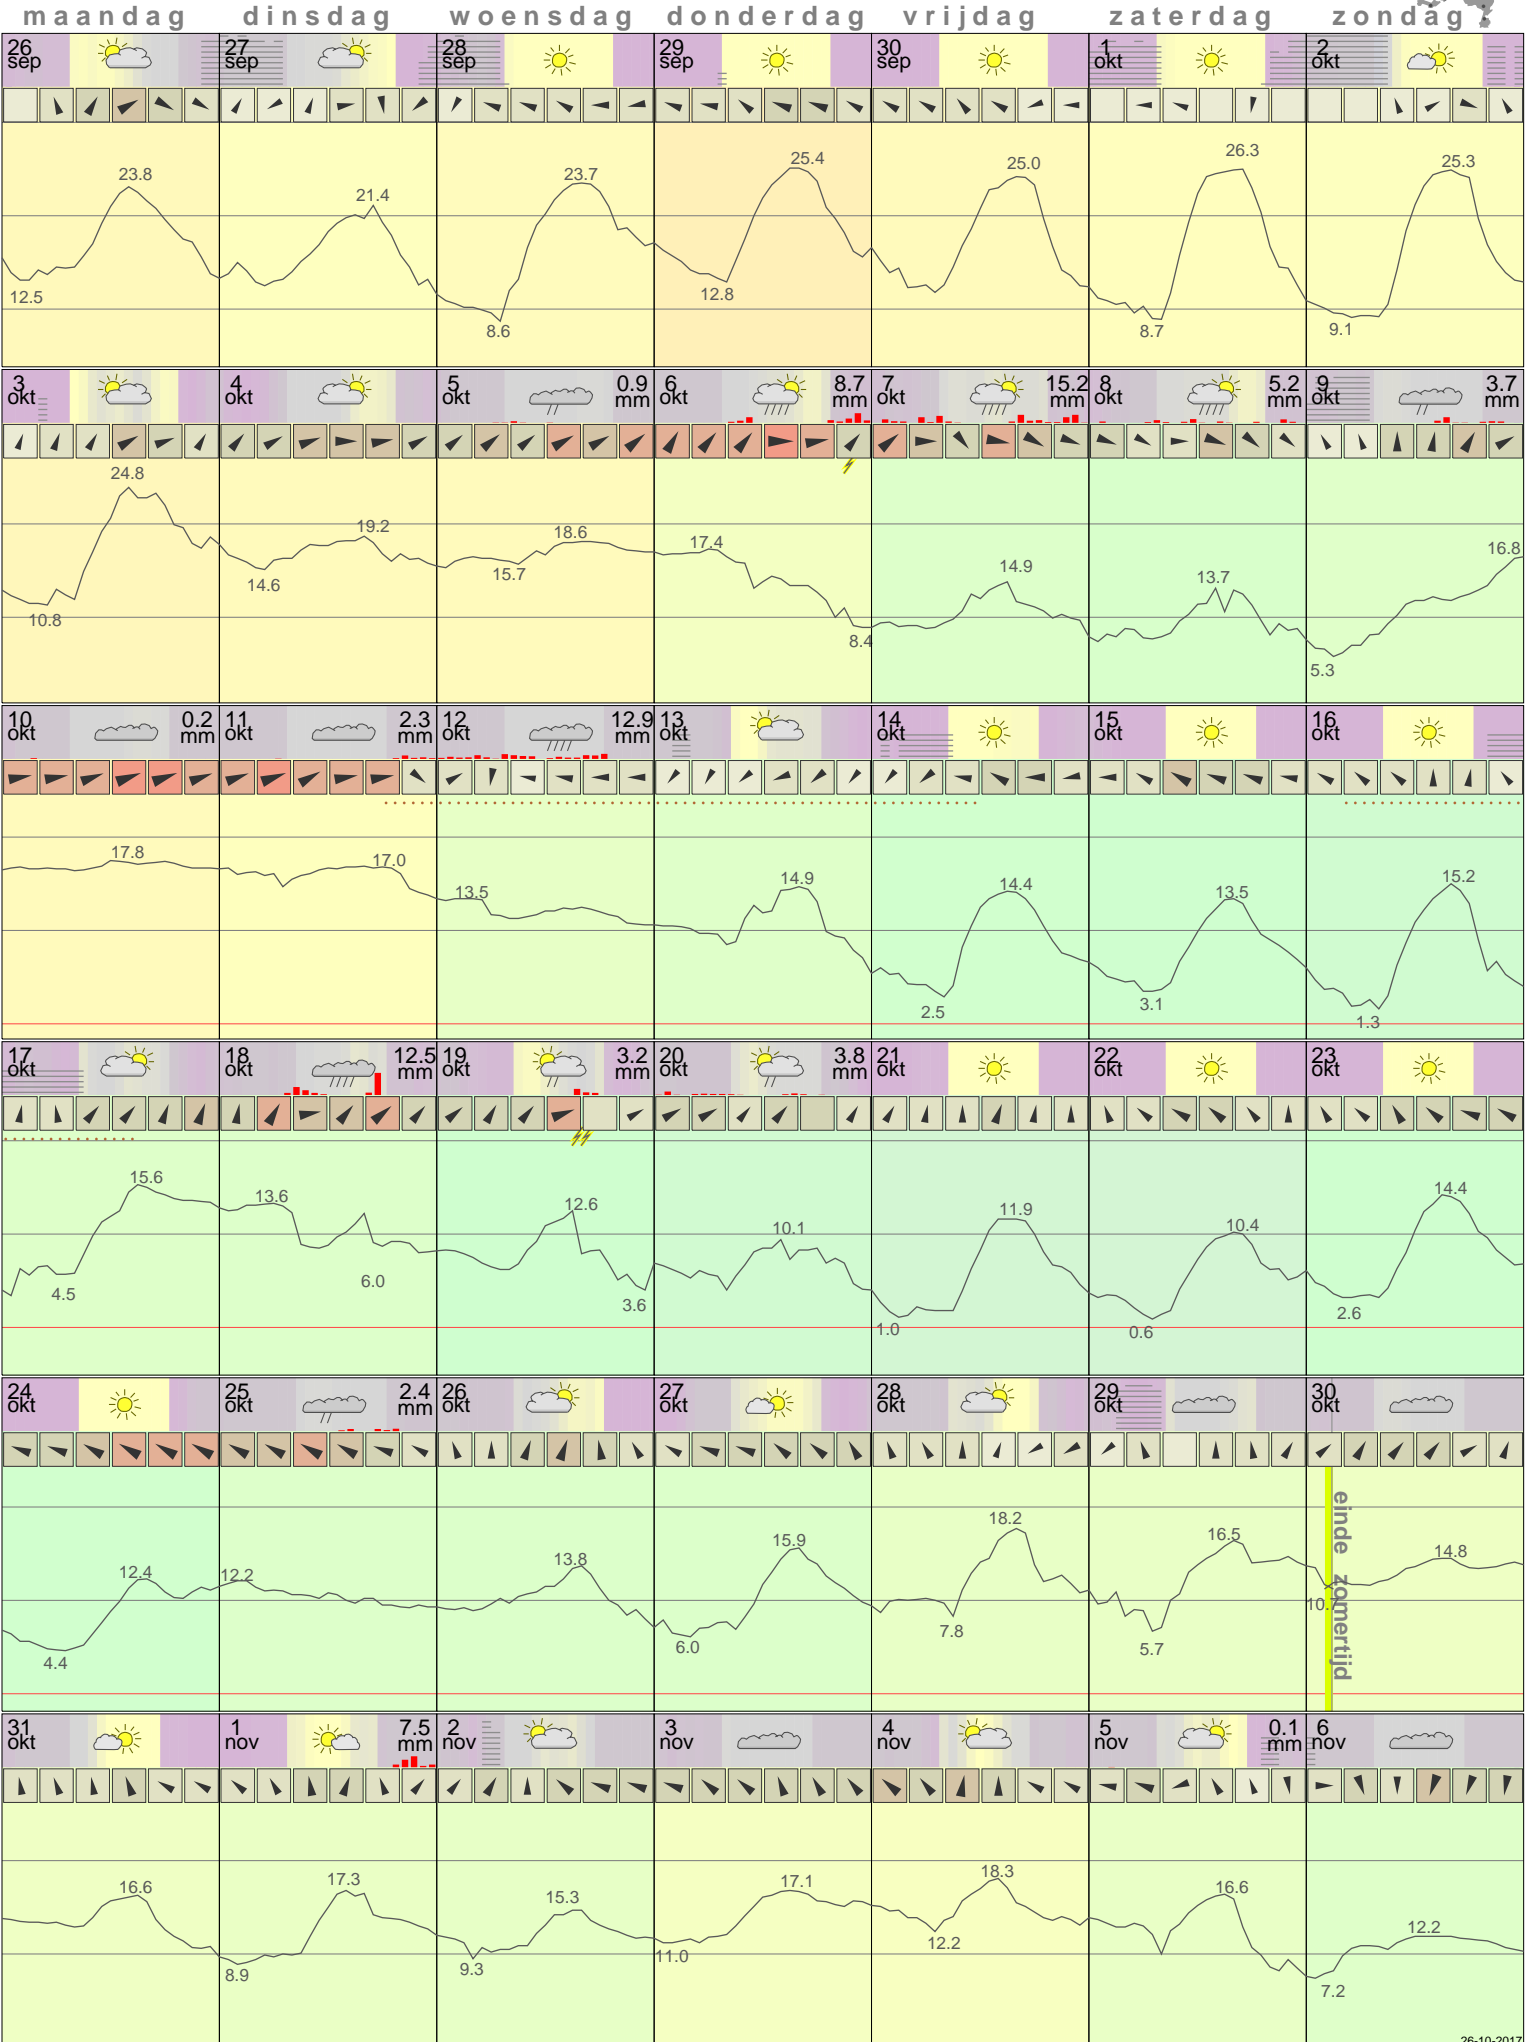 maandag dinsdag woensdag donderdag vrijdag zaterdag zondag
26 27 28 29 30 1 2
sep sep sep sep sep okt okt
23.8 21.4 23.7 25.4 25.0 26.3 25.3
12.5 8.6 12.8 8.7 9.1
3 4 5 0.9 6 8.7 7 15.2 8 5.2 9 3.7
okt okt okt mm okt mm okt mm okt mm okt mm
24.8 19.2 18.6 17.4 14.9 13.7 16.8
10.8 14.6 15.7 8.4 5.3
10 0.2 11 2.3 12 12.9 13 14 15 16
okt mm okt mm okt mm okt okt okt okt
17.8 17.0 13.5 14.9 14.4 13.5 15.2
2.5 3.1 1.3
17 18 12.5 19 3.2 20 3.8 21 22 23
okt okt mm okt mm okt mm okt okt okt
15.6 13.6 12.6 10.1 11.9 10.4 14.4
4.5 6.0 3.6 1.0 0.6 2.6
24 25 2.4 26 27 28 29 30
okt okt mm okt okt okt okt okt
12.4 12.2 13.8 15.9 18.2 16.5 14.8
4.4 6.0 7.8 5.7 10.7
einde zomertijd
31 1 7.5 2 3 4 5 0.1 6
okt nov mm nov nov nov nov mm nov
16.6 17.3 15.3 17.1 18.3 16.6 12.2
8.9 9.3 11.0 12.2 7.2
26-10-2017